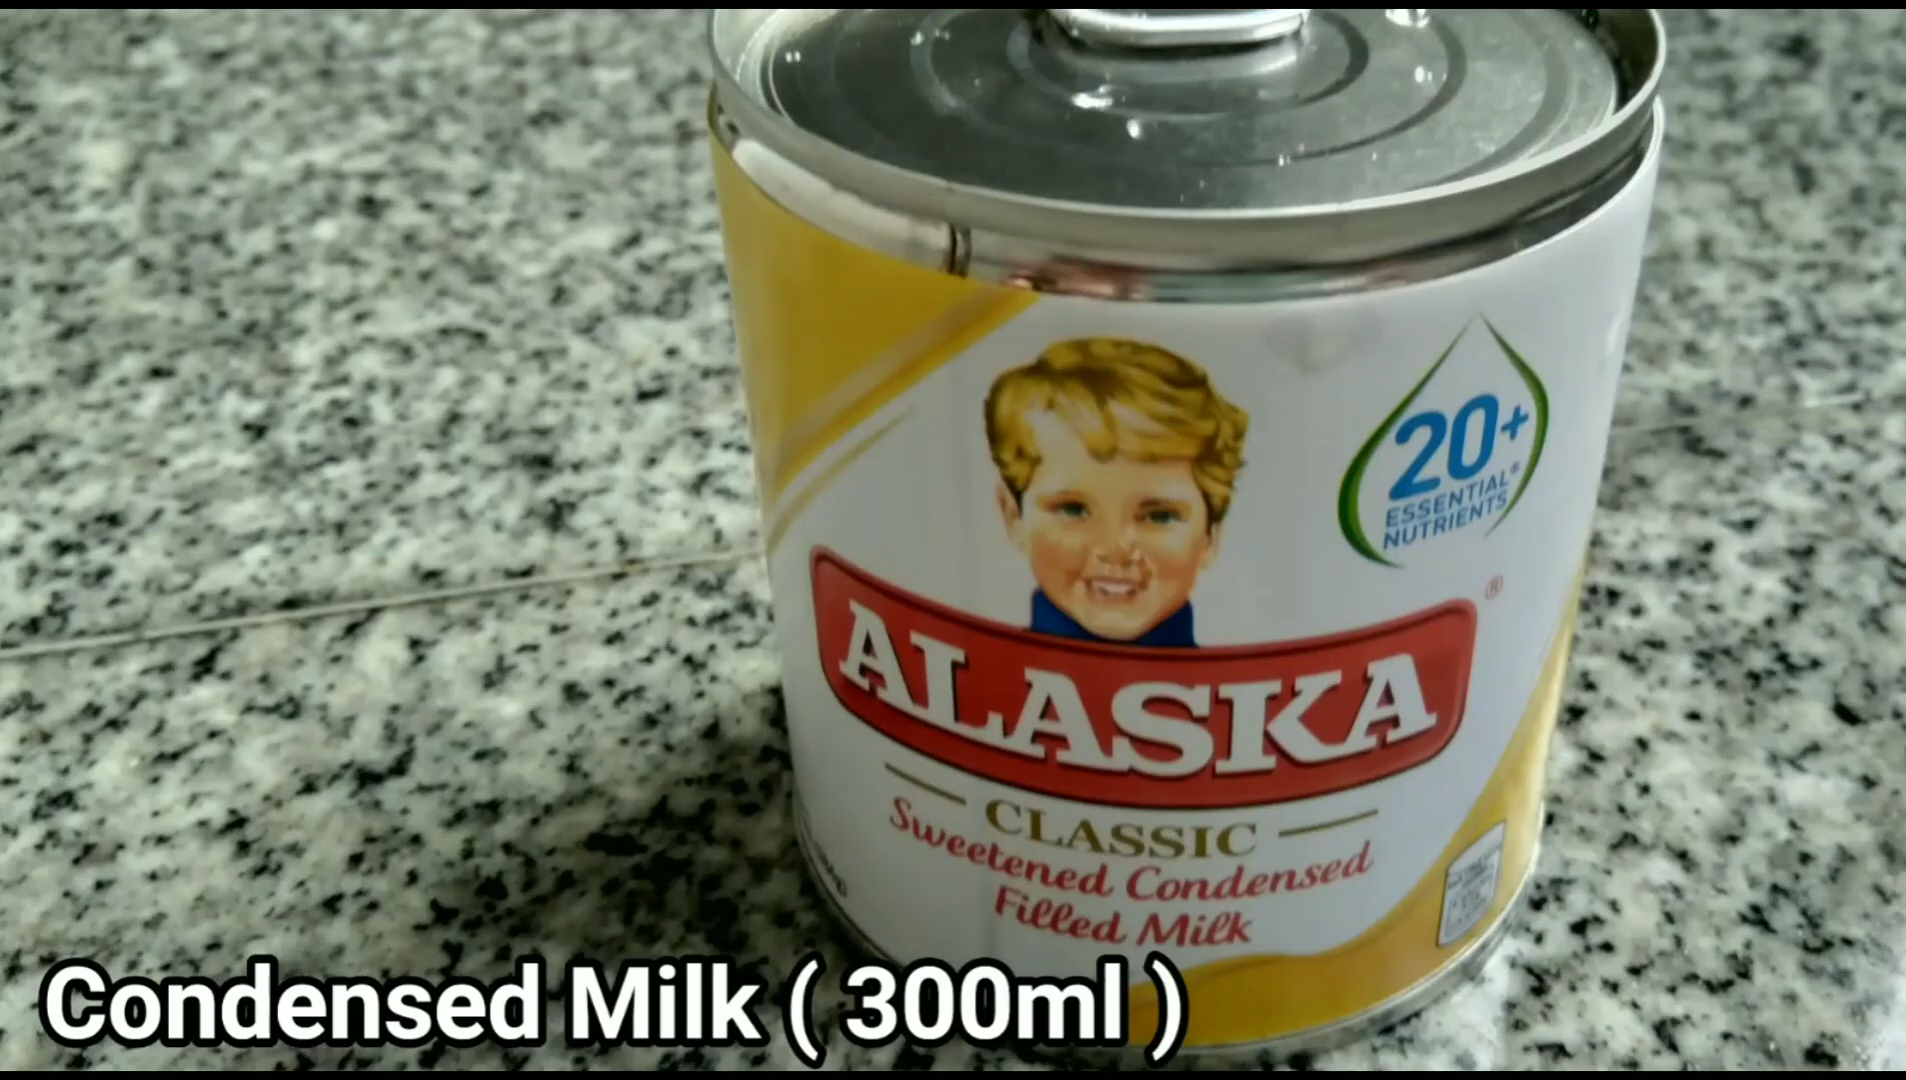 20+
ESSENTIAL®
NUTRIENTS
ALASKA ®
CLASSIC
Sweetened Condensed
Filled Milk
Condensed Milk ( 300ml )